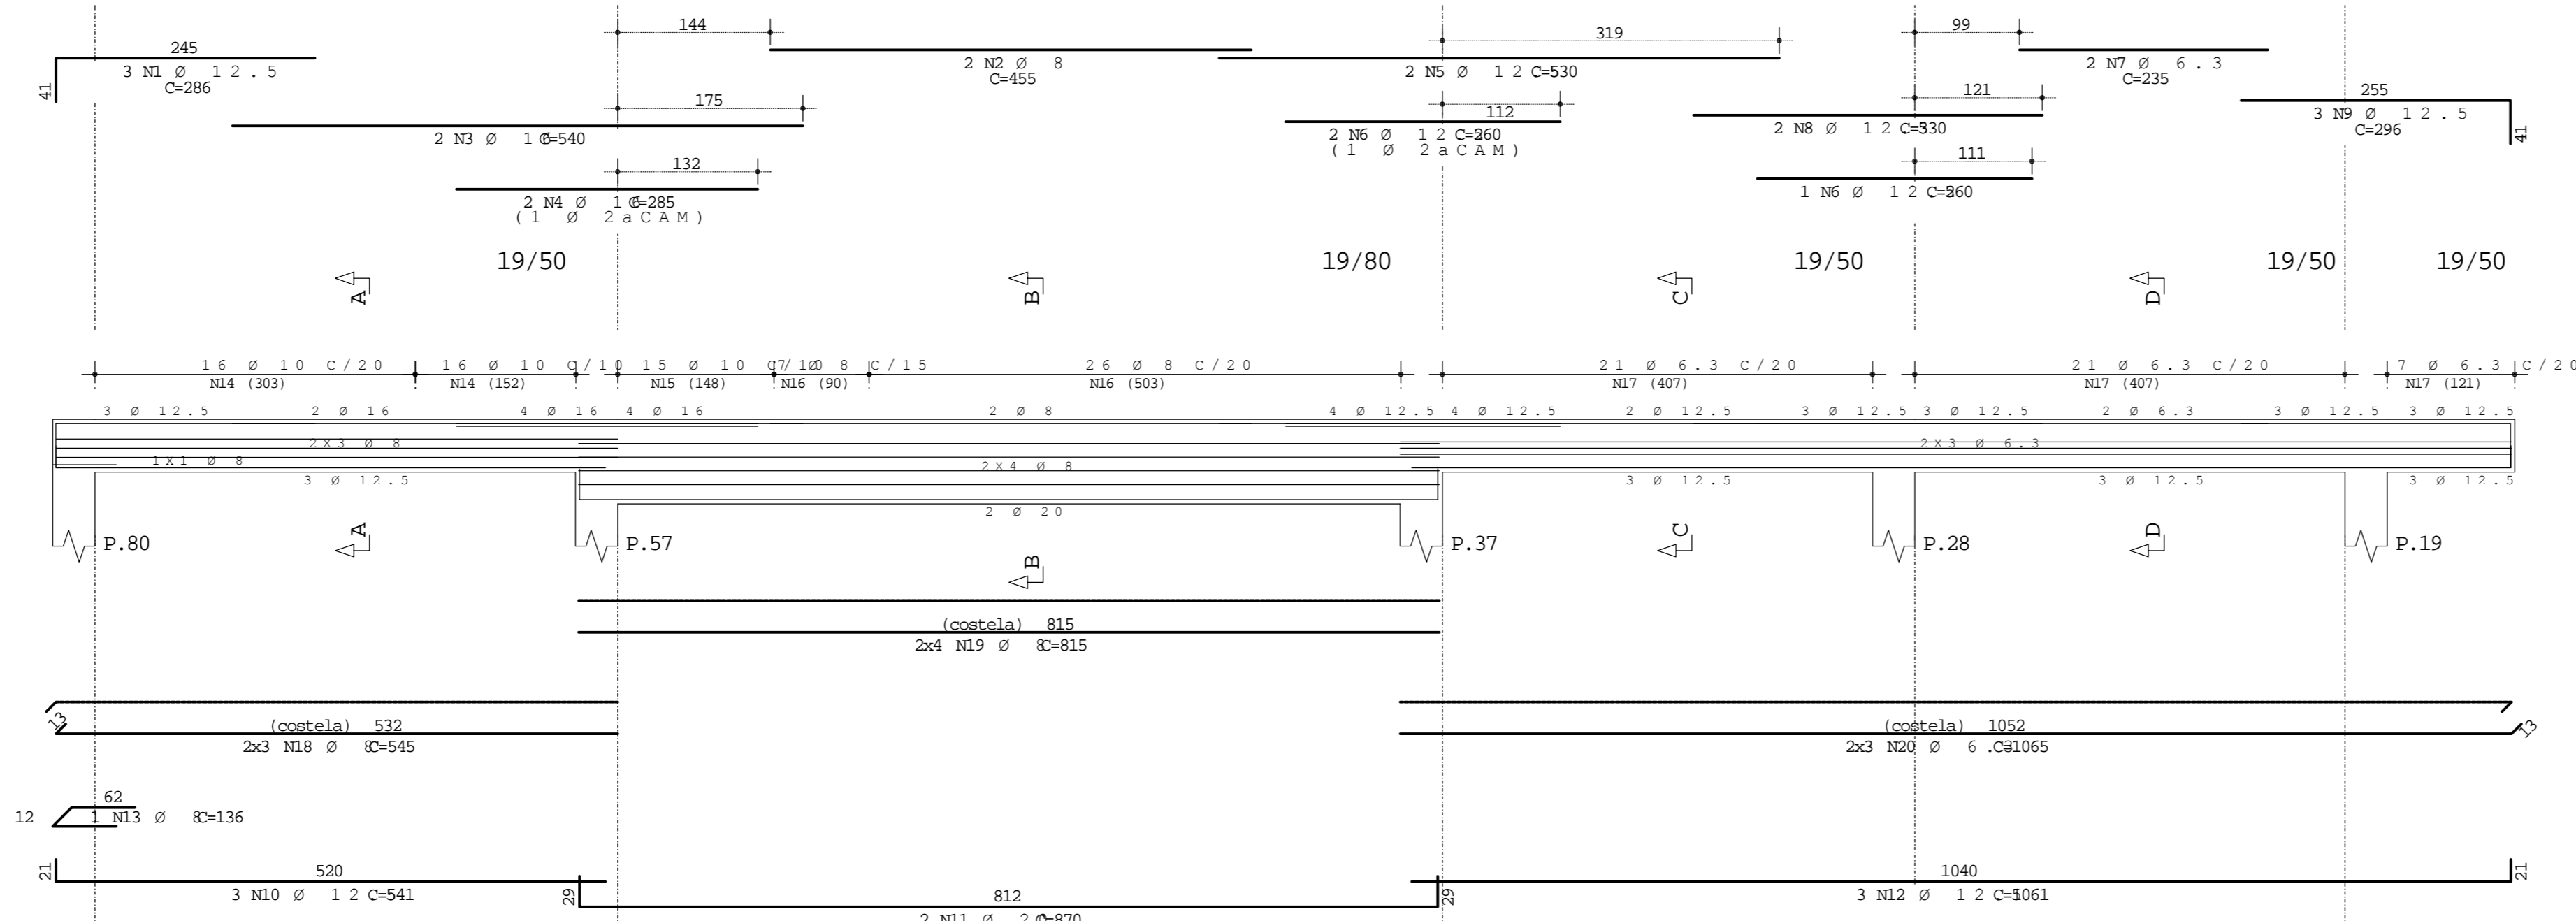 144
99
245
319
3 N1 Ø 12.5
C=286
41
2 N2 Ø 8
C=455
2 N5 Ø 12.5 C=530
2 N7 Ø 6.3
C=235
175
112
121
255
2 N3 Ø 16 C=540
2 N6 Ø 12.5 C=260
(1 Ø 2aCAM)
2 N8 Ø 12.5 C=330
3 N9 Ø 12.5
C=296
41
132
111
2 N4 Ø 16 C=285
(1 Ø 2aCAM)
1 N6 Ø 12.5 C=260
19/50
19/80
19/50
19/50
19/50
A
B
C
D
16 Ø 10 C/20
16 Ø 10 C/10
15 Ø 10 C/10
7 Ø 8 C/15
26 Ø 8 C/20
21 Ø 6.3 C/20
21 Ø 6.3 C/20
7 Ø 6.3 C/20
N14 (303)
N14 (152)
N15 (148)
N16 (90)
N16 (503)
N17 (407)
N17 (407)
N17 (121)
3 Ø 12.5
2 Ø 16
4 Ø 16
4 Ø 16
2 Ø 8
4 Ø 12.5
4 Ø 12.5
2 Ø 12.5
3 Ø 12.5
3 Ø 12.5
2 Ø 6.3
3 Ø 12.5
3 Ø 12.5
2X3 Ø 8
2X3 Ø 6.3
1X1 Ø 8
2X4 Ø 8
3 Ø 12.5
3 Ø 12.5
3 Ø 12.5
3 Ø 12.5
2 Ø 20
A
C
D
P.80
P.57
P.37
P.28
P.19
B
(costela) 815
2x4 N19 Ø 8 C=815
13
(costela) 532
(costela) 1052
13
2x3 N18 Ø 8 C=545
2x3 N20 Ø 6.3 C=1065
62
12
1 N13 Ø 8 C=136
21
520
1040
21
3 N10 Ø 12.5 C=541
29
812
29
3 N12 Ø 12.5 C=1061
2 N11 Ø 20 C=870